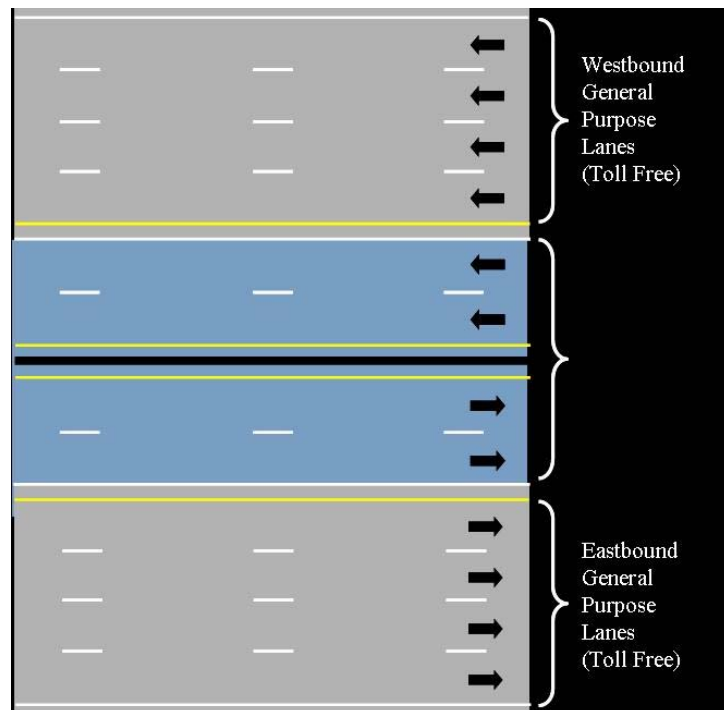 Westbound
General
Purpose
Lanes
(Toll Free)
Eastbound
General
Purpose
Lanes
(Toll Free)